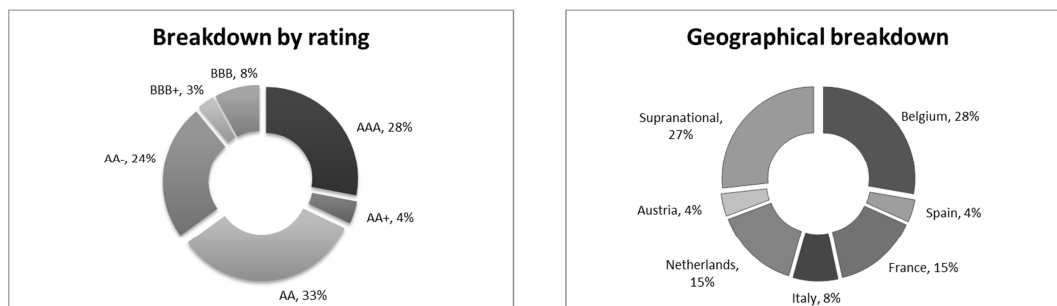 Breakdown by rating
BBB, 8%
BBB+, 3%
AAA, 28%
AA-, 24%
AA+, 4%
AA, 33%
Geographical breakdown
Supranational,
27%
Belgium, 28%
Austria, 4%
Spain, 4%
Netherlands,
15%
France, 15%
Italy, 8%